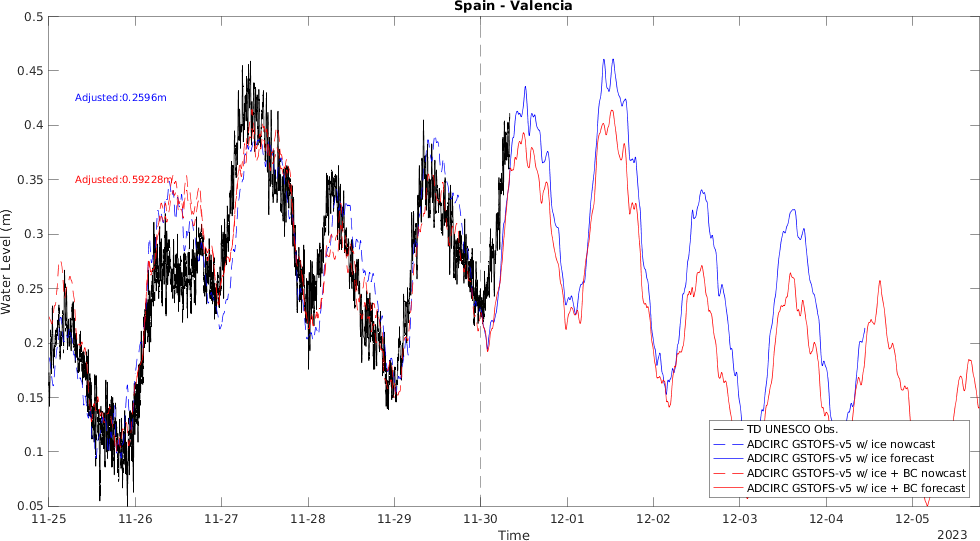 Spain - Valencia
0.5
0.45
0.4
0.35
0.3
0.25
0.2
0.15
0.1
0.05
Water Level (m)
Adjusted:0.2596m
Adjusted:0.59228m
TD UNESCO Obs.
ADCIRC GSTOFS-v5 w/ ice nowcast
ADCIRC GSTOFS-v5 w/ ice forecast
ADCIRC GSTOFS-v5 w/ ice + BC nowcast
ADCIRC GSTOFS-v5 w/ ice + BC forecast
11-25 11-26 11-27 11-28 11-29 11-30 12-01 12-02 12-03 12-04 12-05
Time
2023